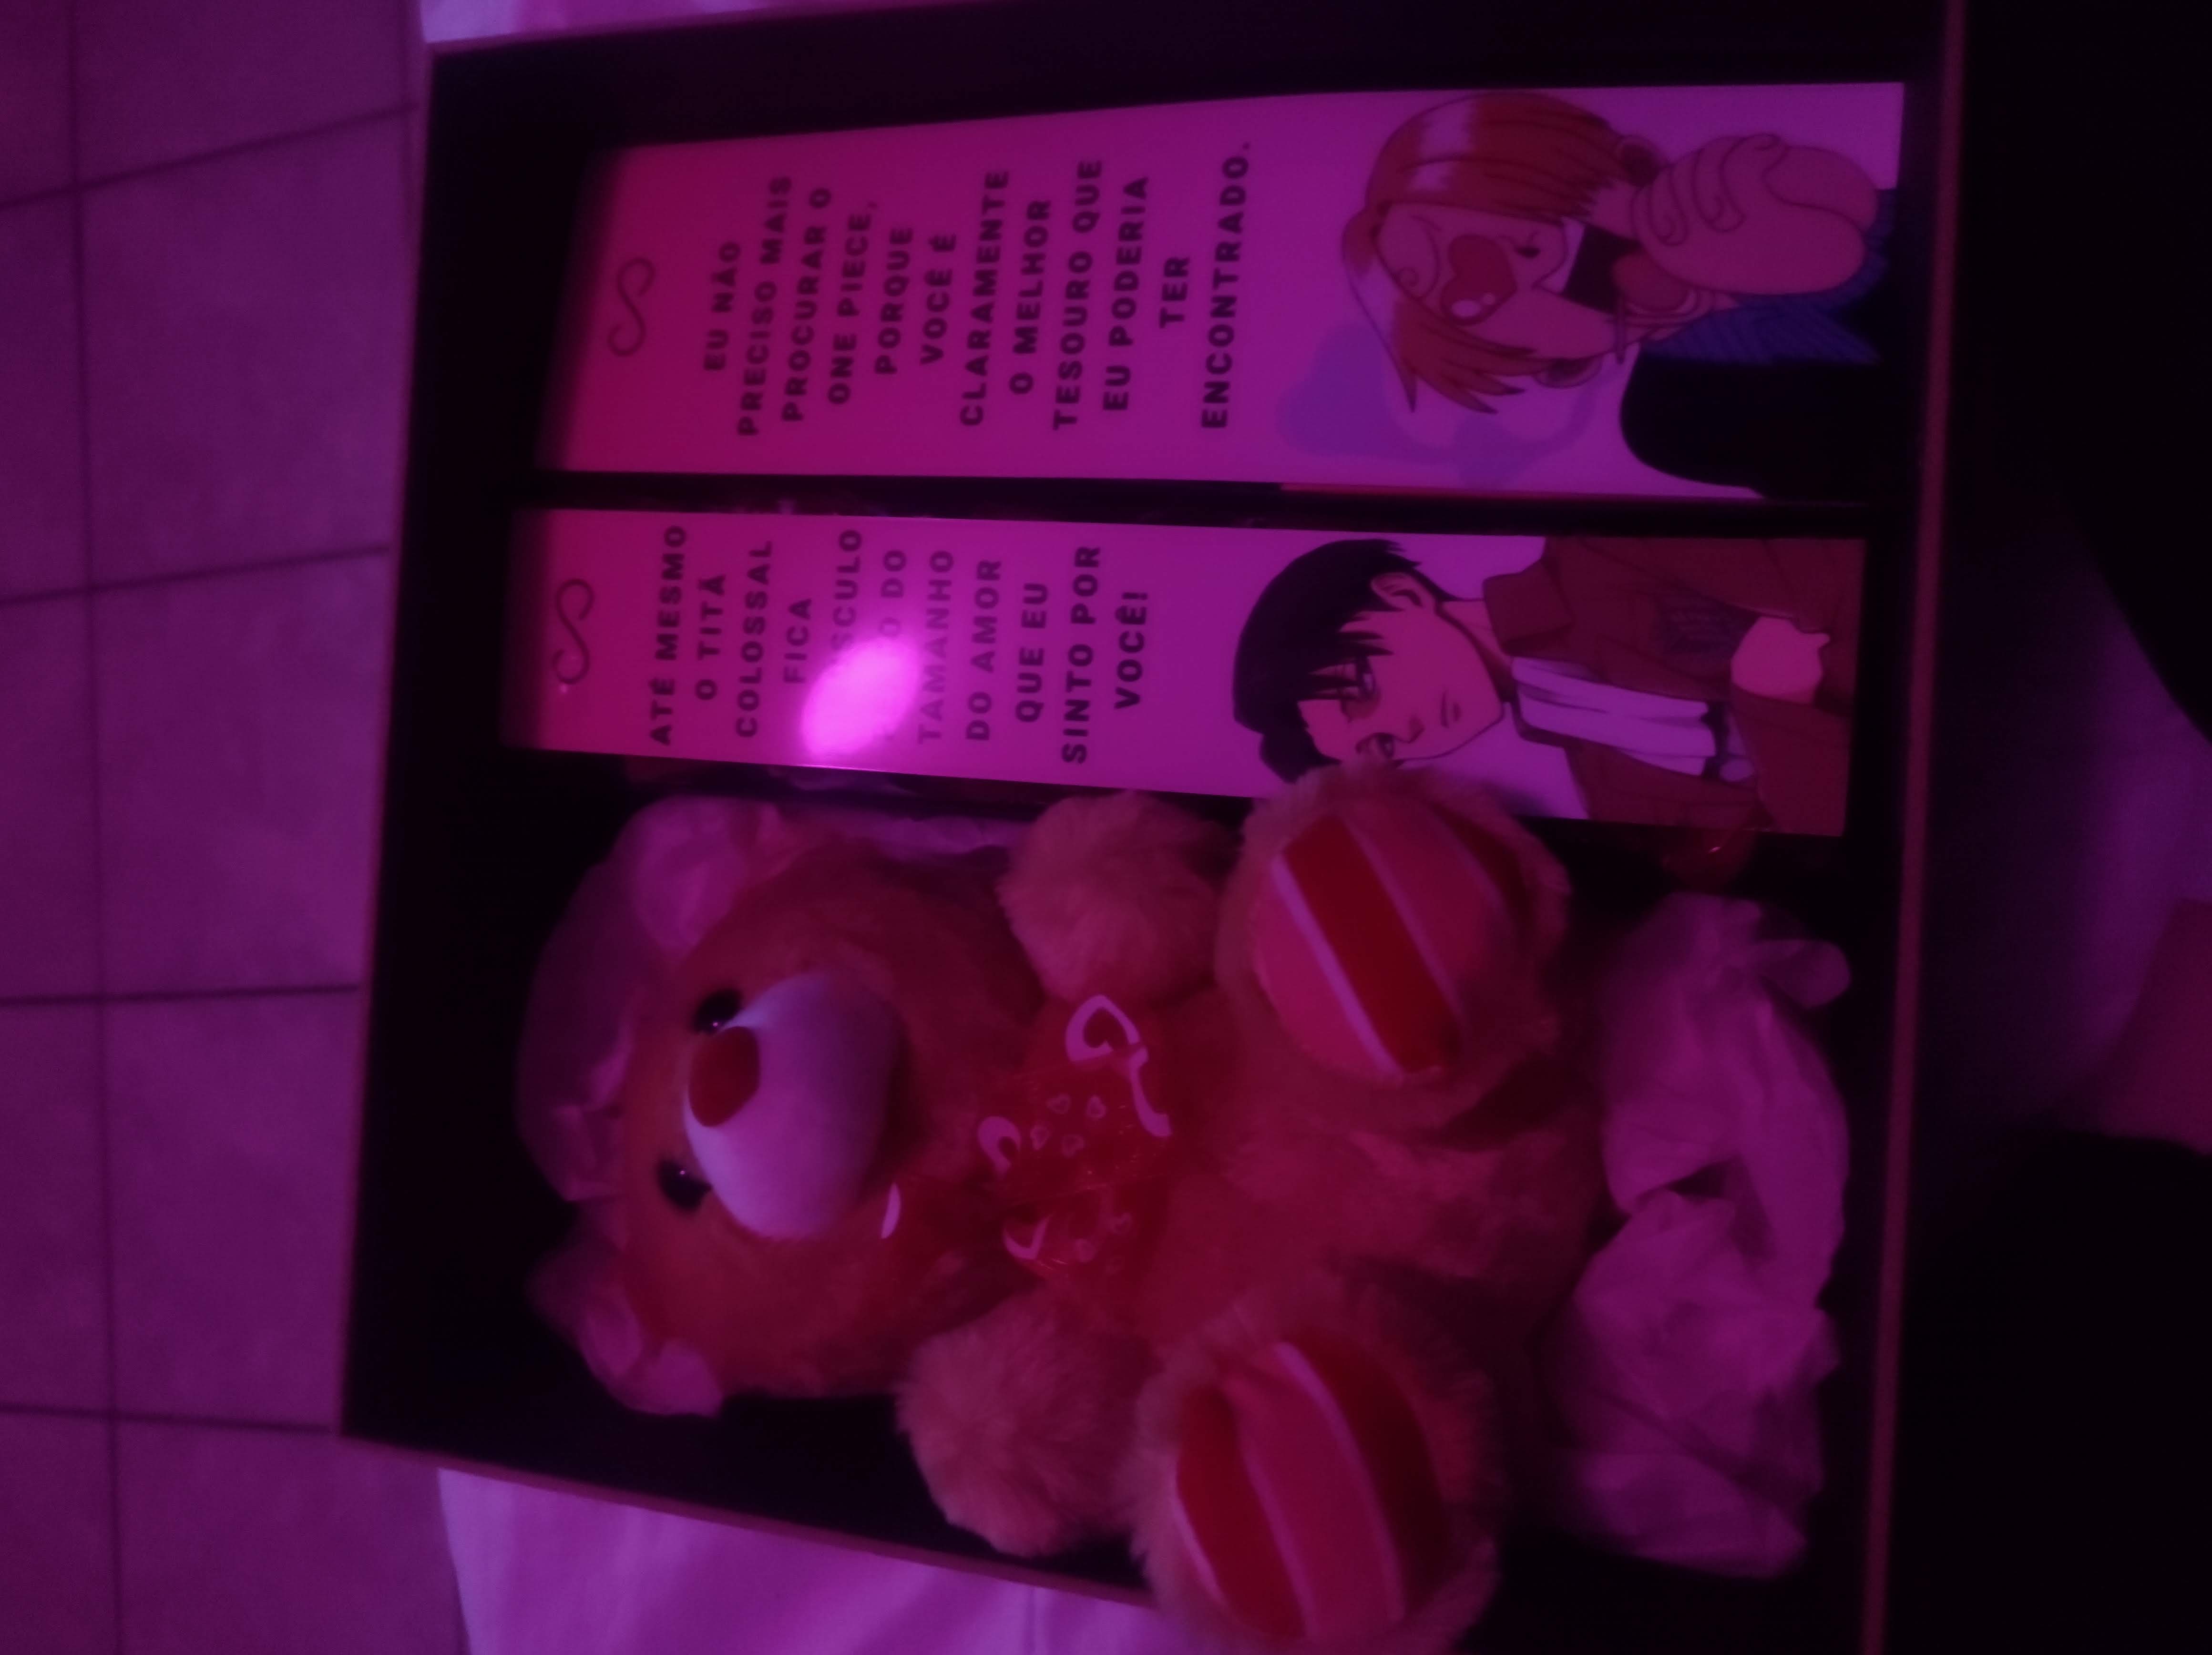 ATÉ MESMO
O TITÃ
COLOSSAL
FICA
DO
TAMANHO
DO AMOR
QUE EU
SINTO POR
VOCÊ!
EU NÃO
PRECISO MAIS
PROCURAR O
ONE PIECE,
PORQUE
VOCÊ É
CLARAMENTE
O MELHOR
TESOURO QUE
EU PODERIA
TER
ENCONTRADO.